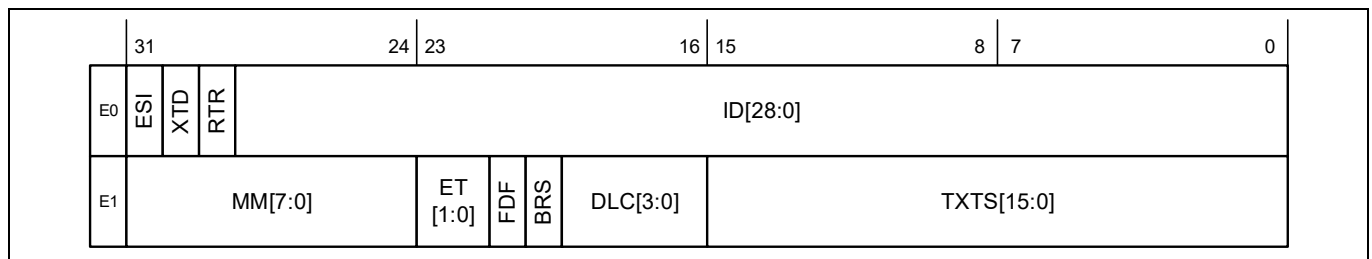 31 24 23 16 15 8 7 0
E0 ESI XTD RTR ID[28:0]
E1 MM[7:0] ET [1:0] FDF BRS DLC[3:0] TXTS[15:0]